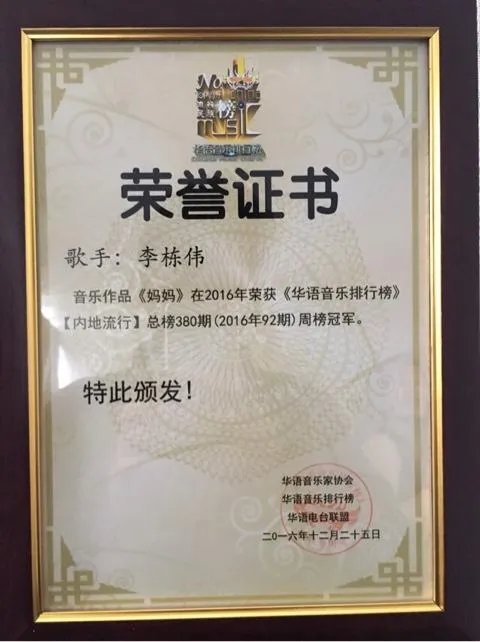 No
榜
music
荣誉证书
歌手：李栋伟
音乐作品《妈妈》在2016年荣获《华语音乐排行榜》
【内地流行】总榜380期(2016年92期)周榜冠军。
特此颁发！
华语音乐家协会
华语音乐排行榜
华语电台联盟
二0一六年十二月二十五日